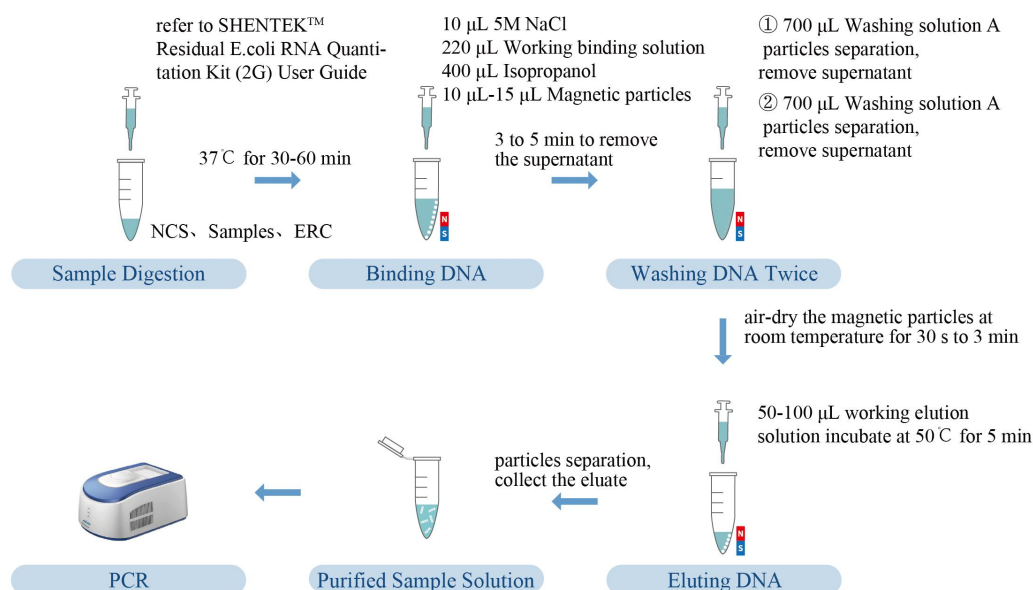 refer to SHENTEK™
Residual E.coli RNA Quanti-
tation Kit (2G) User Guide
37℃ for 30-60 min
NCS、Samples、ERC
Sample Digestion
10 μL 5M NaCl
220 μL Working binding solution
400 μL Isopropanol
10 μL-15 μL Magnetic particles
3 to 5 min to remove
the supernatant
N
S
Binding DNA
① 700 μL Washing solution A
particles separation,
remove supernatant
② 700 μL Washing solution A
particles separation,
remove supernatant
N
S
Washing DNA Twice
air-dry the magnetic particles at
room temperature for 30 s to 3 min
50-100 μL working elution
solution incubate at 50℃ for 5 min
N
S
Eluting DNA
particles separation,
collect the eluate
Purified Sample Solution
PCR